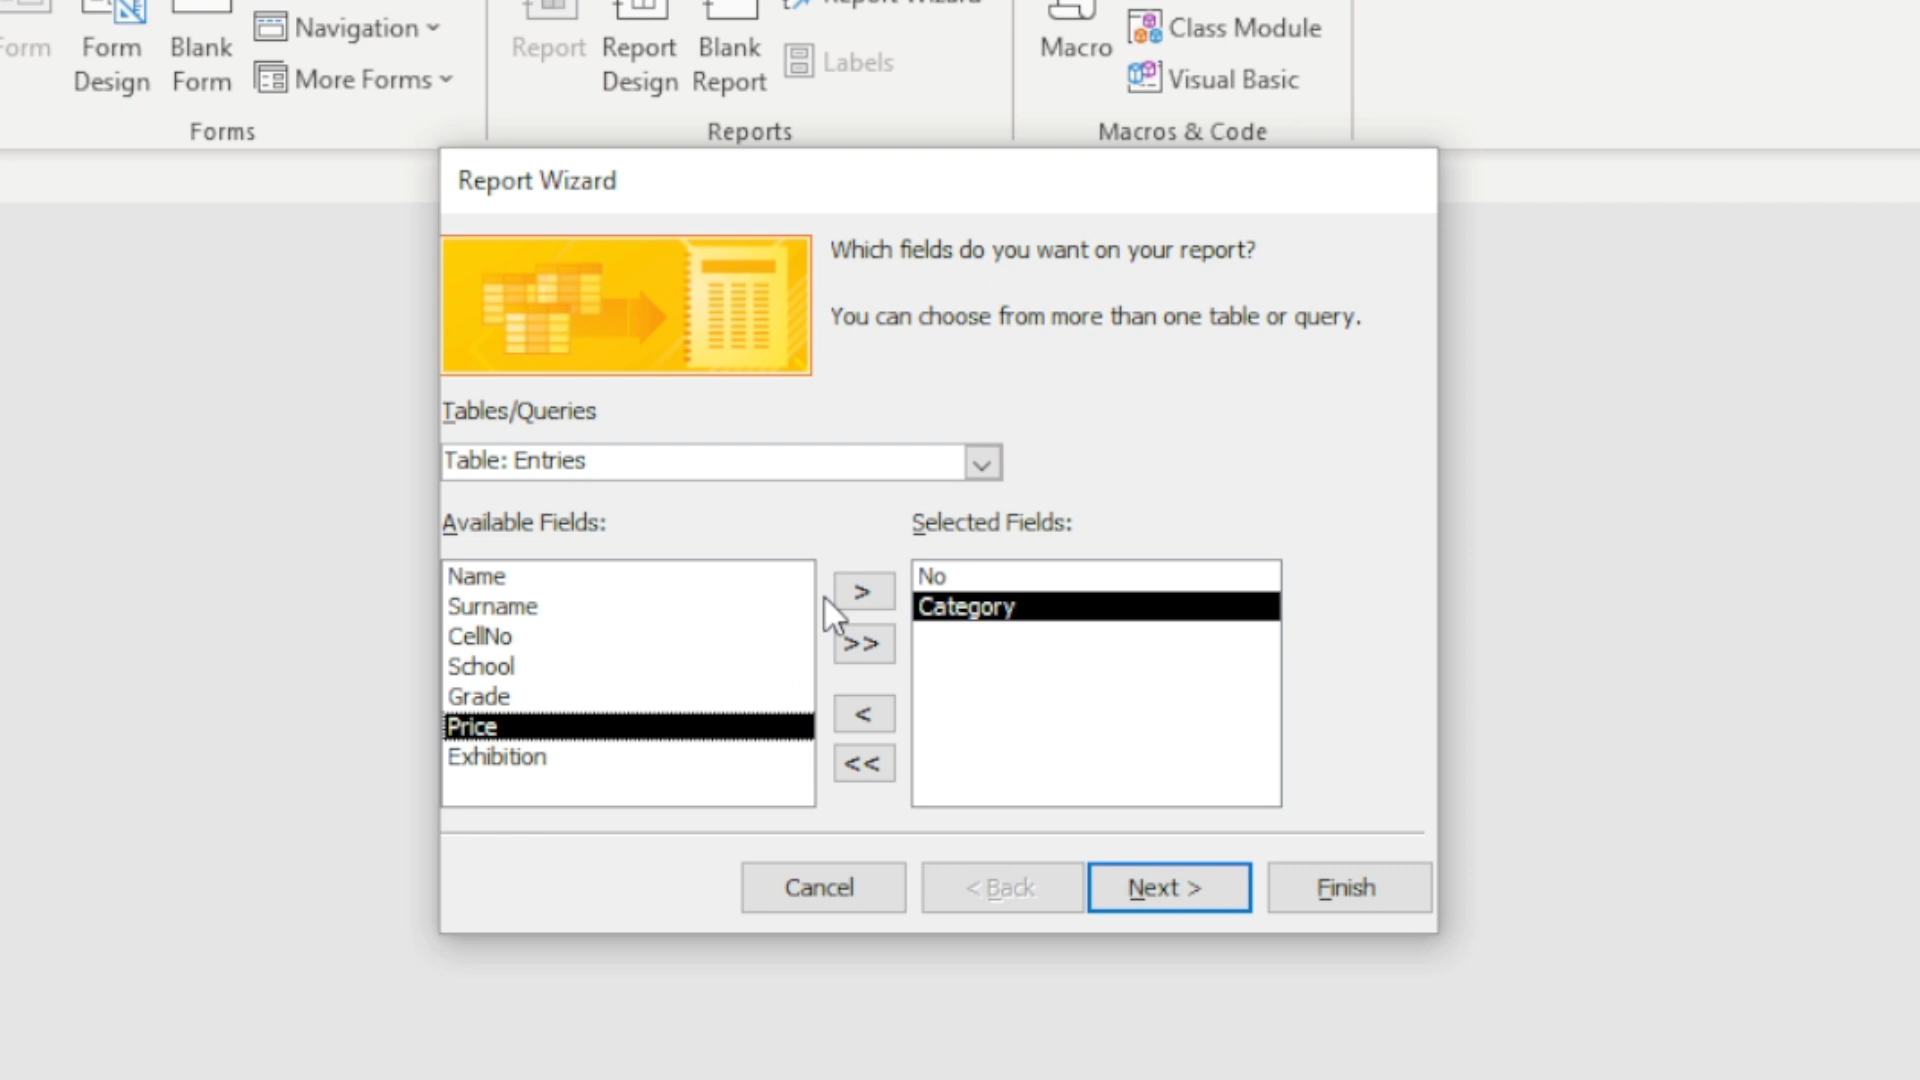 Form
Form Design
Blank Form
Navigation
More Forms
Forms
Report
Report Design
Blank Report
Report Wizard
Labels
Reports
Macro
Class Module
Visual Basic
Macros & Code
Report Wizard
Which fields do you want on your report?
You can choose from more than one table or query.
Tables/Queries
Table: Entries
Available Fields:
Name
Surname
CellNo
School
Grade
Price
Exhibition
>
>>
<
<<
Selected Fields:
No
Category
Cancel
< Back
Next >
Finish